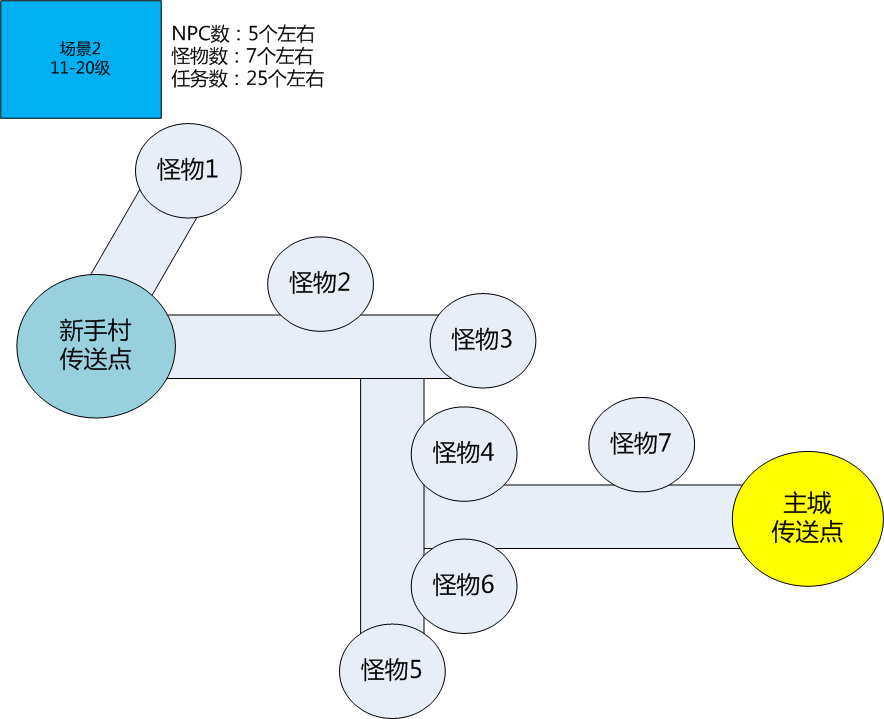 场景2
11-20级
NPC数：5个左右
怪物数：7个左右
任务数：25个左右
怪物1
怪物2
新手村
传送点
怪物3
怪物4
怪物7
主城
传送点
怪物6
怪物5